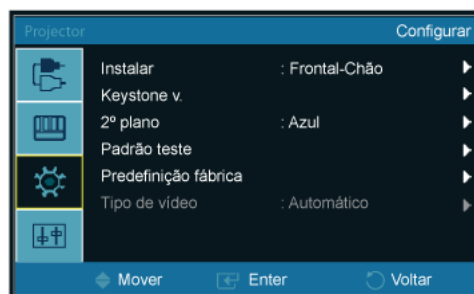 Projector Configurar
Instalar : Frontal-Chão
Keystone v.
2º plano : Azul
Padrão teste
Predefinição fábrica
Tipo de vídeo : Automático
Mover Enter Voltar